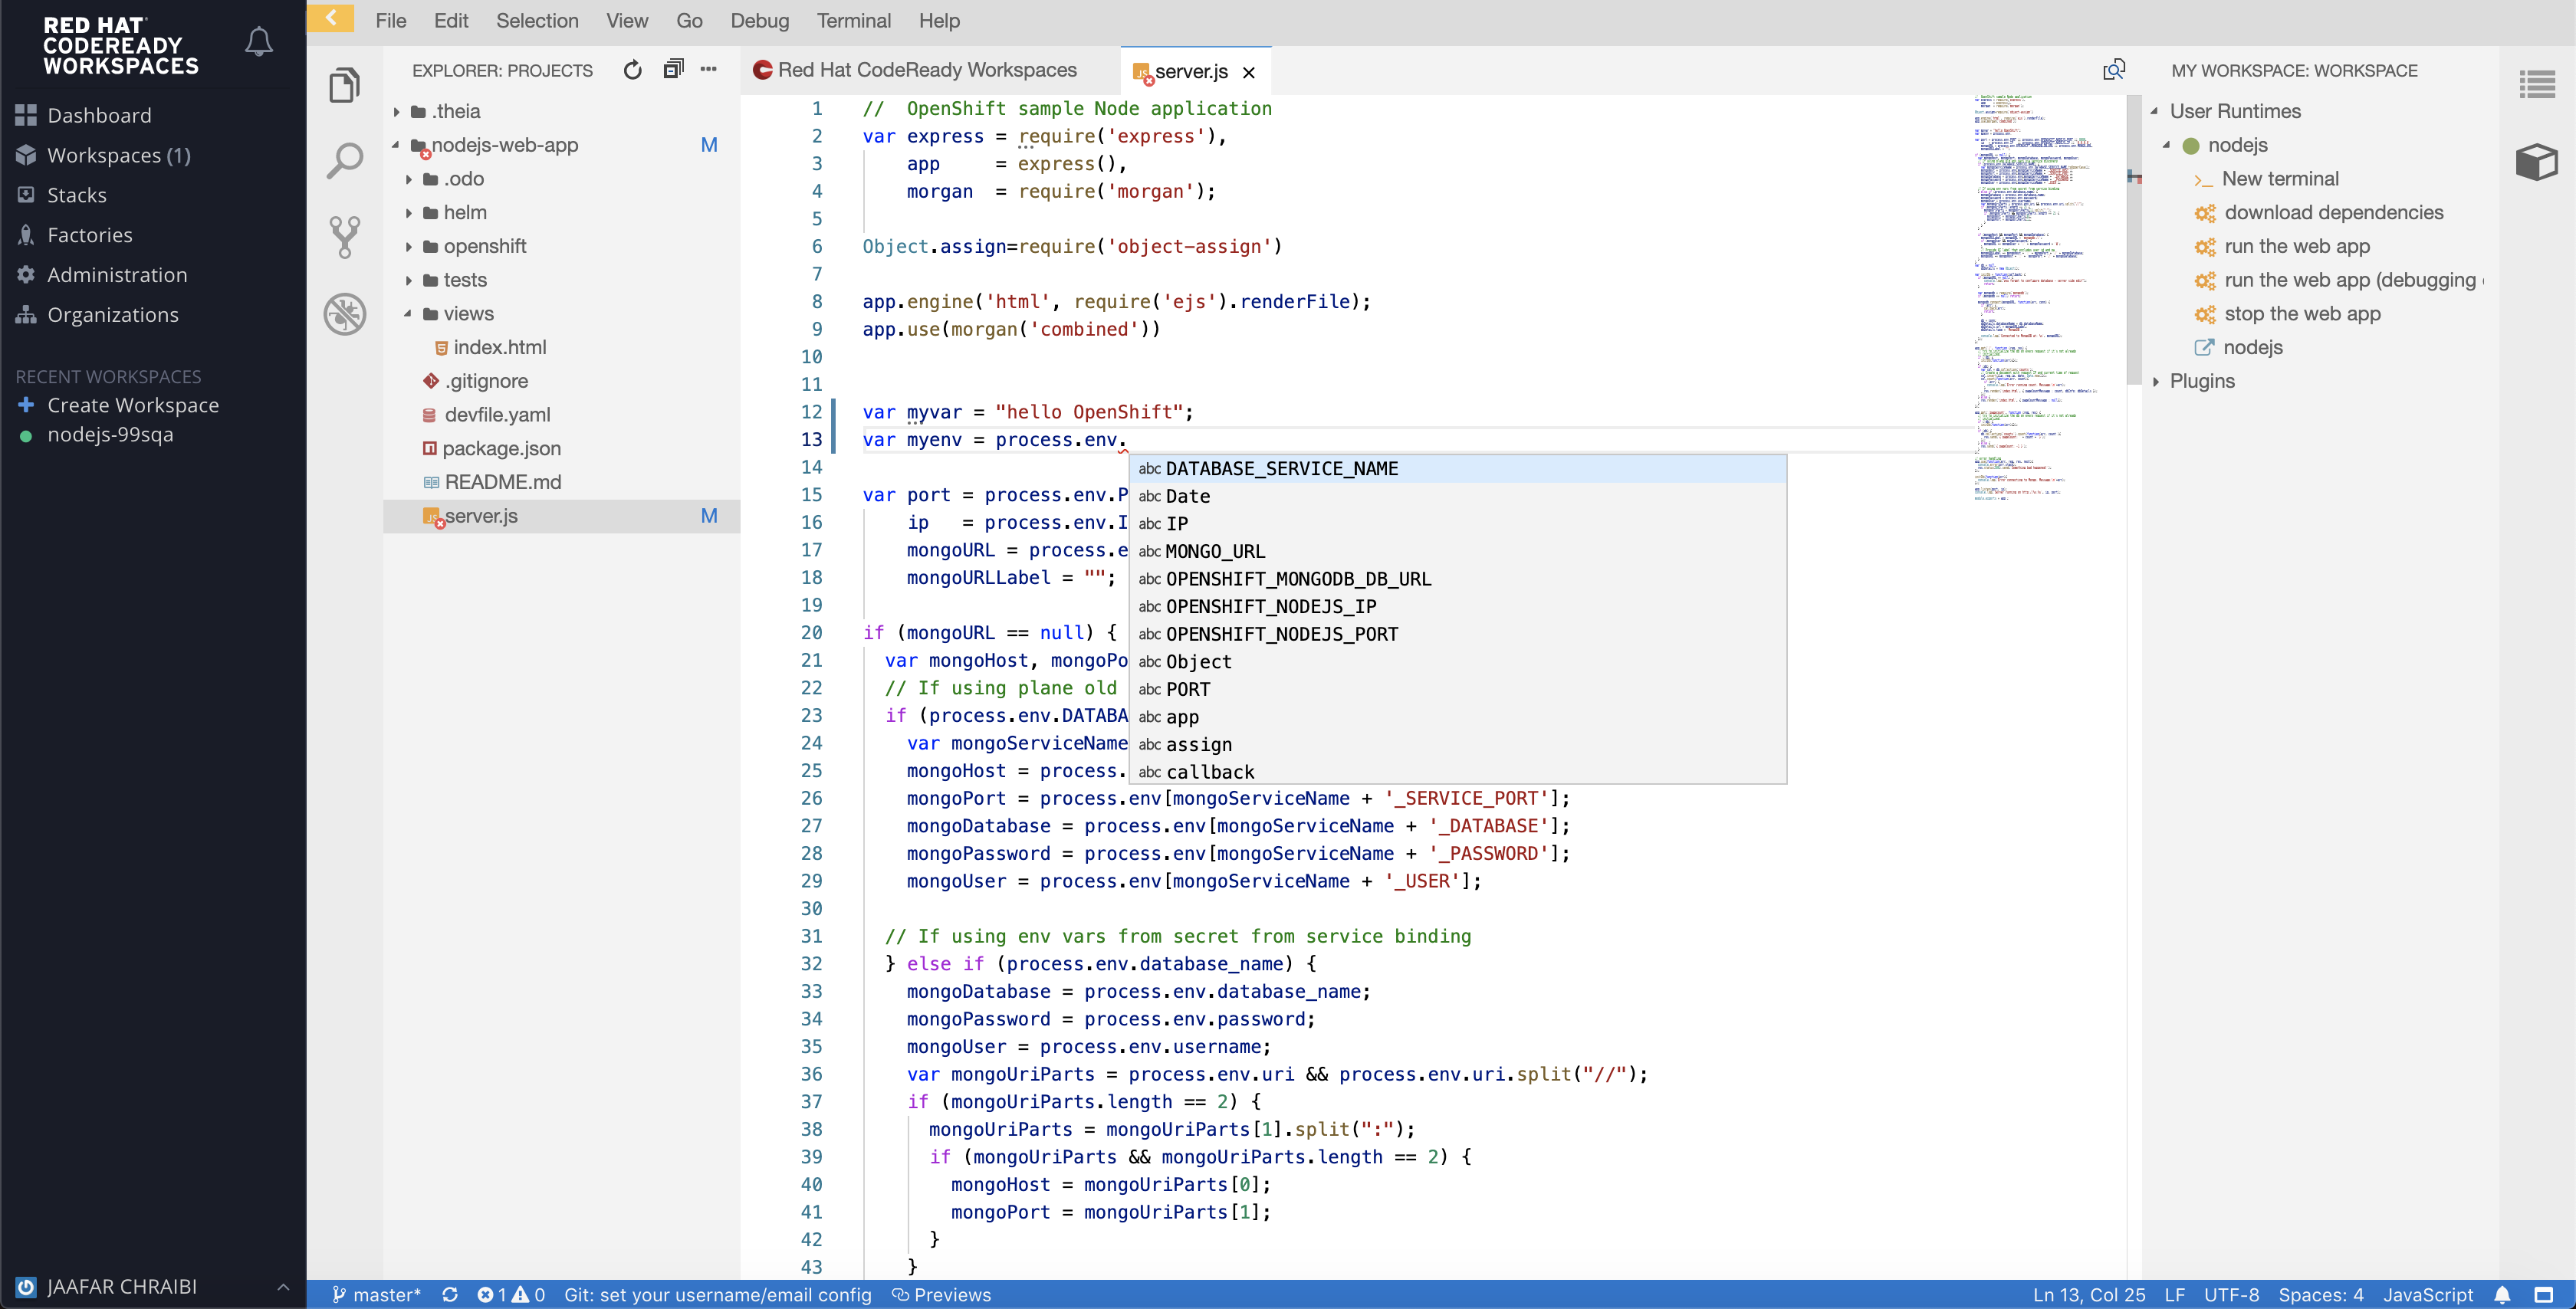 RED HAT
CODEREADY
WORKSPACES
Dashboard
Workspaces (1)
Stacks
Factories
Administration
Organizations
RECENT WORKSPACES
Create Workspace
nodejs-99sqa
JAAFAR CHRAIBI
File Edit Selection View Go Debug Terminal Help
EXPLORER: PROJECTS
.theia
nodejs-web-app M
.odo
helm
openshift
tests
views
index.html
.gitignore
devfile.yaml
package.json
README.md
server.js M
Red Hat CodeReady Workspaces
server.js
1 // OpenShift sample Node application
2 var express = require('express'),
3 app = express(),
4 morgan = require('morgan');
5
6 Object.assign=require('object-assign')
7
8 app.engine('html', require('ejs').renderFile);
9 app.use(morgan('combined'))
10
11
12 var myvar = "hello OpenShift";
13 var myenv = process.env.
14
15 var port = process.env.P
16 ip = process.env.I
17 mongoURL = process.e
18 mongoURLLabel = "";
19
20 if (mongoURL == null) {
21 var mongoHost, mongoPo
22 // If using plane old
23 if (process.env.DATABA
24 var mongoServiceName
25 mongoHost = process.
26 mongoPort = process.env[mongoServiceName + '_SERVICE_PORT'];
27 mongoDatabase = process.env[mongoServiceName + '_DATABASE'];
28 mongoPassword = process.env[mongoServiceName + '_PASSWORD'];
29 mongoUser = process.env[mongoServiceName + '_USER'];
30
31 // If using env vars from secret from service binding
32 } else if (process.env.database_name) {
33 mongoDatabase = process.env.database_name;
34 mongoPassword = process.env.password;
35 mongoUser = process.env.username;
36 var mongoUriParts = process.env.uri && process.env.uri.split("//");
37 if (mongoUriParts.length == 2) {
38 mongoUriParts = mongoUriParts[1].split(":");
39 if (mongoUriParts && mongoUriParts.length == 2) {
40 mongoHost = mongoUriParts[0];
41 mongoPort = mongoUriParts[1];
42 }
43 }
abc DATABASE_SERVICE_NAME
abc Date
abc IP
abc MONGO_URL
abc OPENSHIFT_MONGODB_DB_URL
abc OPENSHIFT_NODEJS_IP
abc OPENSHIFT_NODEJS_PORT
abc Object
abc PORT
abc app
abc assign
abc callback
MY WORKSPACE: WORKSPACE
User Runtimes
nodejs
New terminal
download dependencies
run the web app
run the web app (debugging
stop the web app
nodejs
Plugins
master* 1 0 Git: set your username/email config Previews
Ln 13, Col 25 LF UTF-8 Spaces: 4 JavaScript